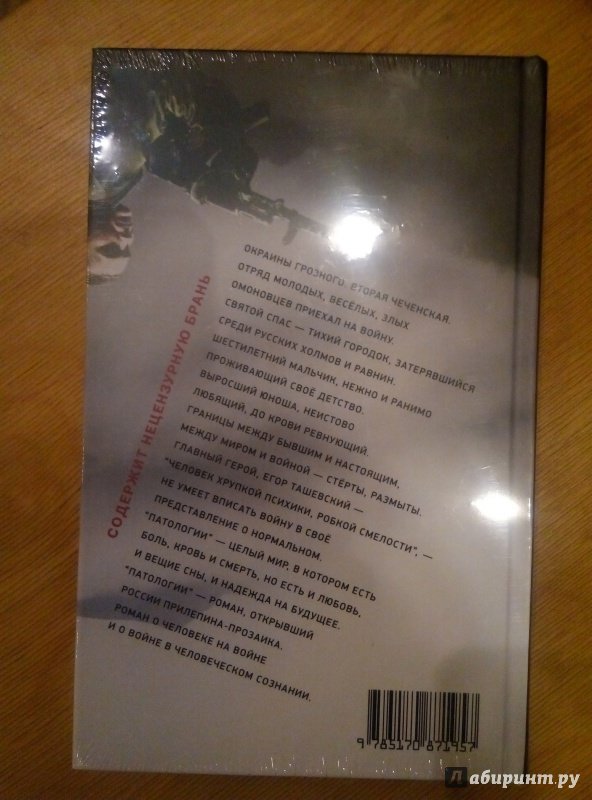 ОКРАИНЫ ГРОЗНОГО. ВТОРАЯ ЧЕЧЕНСКАЯ.
ОТРЯД МОЛОДЫХ, ВЕСЁЛЫХ, ЗЛЫХ
ОМОНОВЦЕВ ПРИЕХАЛ НА ВОЙНУ.
СВЯТОЙ СПАС — ТИХИЙ ГОРОДОК, ЗАТЕРЯВШИЙСЯ
СРЕДИ РУССКИХ ХОЛМОВ И РАВНИН.
ШЕСТИЛЕТНИЙ МАЛЬЧИК, НЕЖНО И РАНИМО
ПРОЖИВАЮЩИЙ СВОЁ ДЕТСТВО.
ВЫРОСШИЙ ЮНОША, НЕИСТОВО
ЛЮБЯЩИЙ, ДО КРОВИ РЕВНУЮЩИЙ.
ГРАНИЦЫ МЕЖДУ БЫВШИМ И НАСТОЯЩИМ,
МЕЖДУ МИРОМ И ВОЙНОЙ — СТЁРТЫ, РАЗМЫТЫ.
ГЛАВНЫЙ ГЕРОЙ, ЕГОР ТАШЕВСКИЙ —
"ЧЕЛОВЕК ХРУПКОЙ ПСИХИКИ, РОБКОЙ СМЕЛОСТИ", —
НЕ УМЕЕТ ВПИСАТЬ ВОЙНУ В СВОЁ
ПРЕДСТАВЛЕНИЕ О НОРМАЛЬНОМ.
"ПАТОЛОГИИ" — ЦЕЛЫЙ МИР, В КОТОРОМ ЕСТЬ
БОЛЬ, КРОВЬ И СМЕРТЬ, НО ЕСТЬ И ЛЮБОВЬ,
И ВЕЩИЕ СНЫ, И НАДЕЖДА НА БУДУЩЕЕ.
"ПАТОЛОГИИ" — РОМАН, ОТКРЫВШИЙ
РОССИИ ПРИЛЕПИНА-ПРОЗАИКА.
РОМАН О ЧЕЛОВЕКЕ НА ВОЙНЕ
И О ВОЙНЕ В ЧЕЛОВЕЧЕСКОМ СОЗНАНИИ.
СОДЕРЖИТ НЕЦЕНЗУРНУЮ БРАНЬ
9 785170 871957
Лабиринт.ру